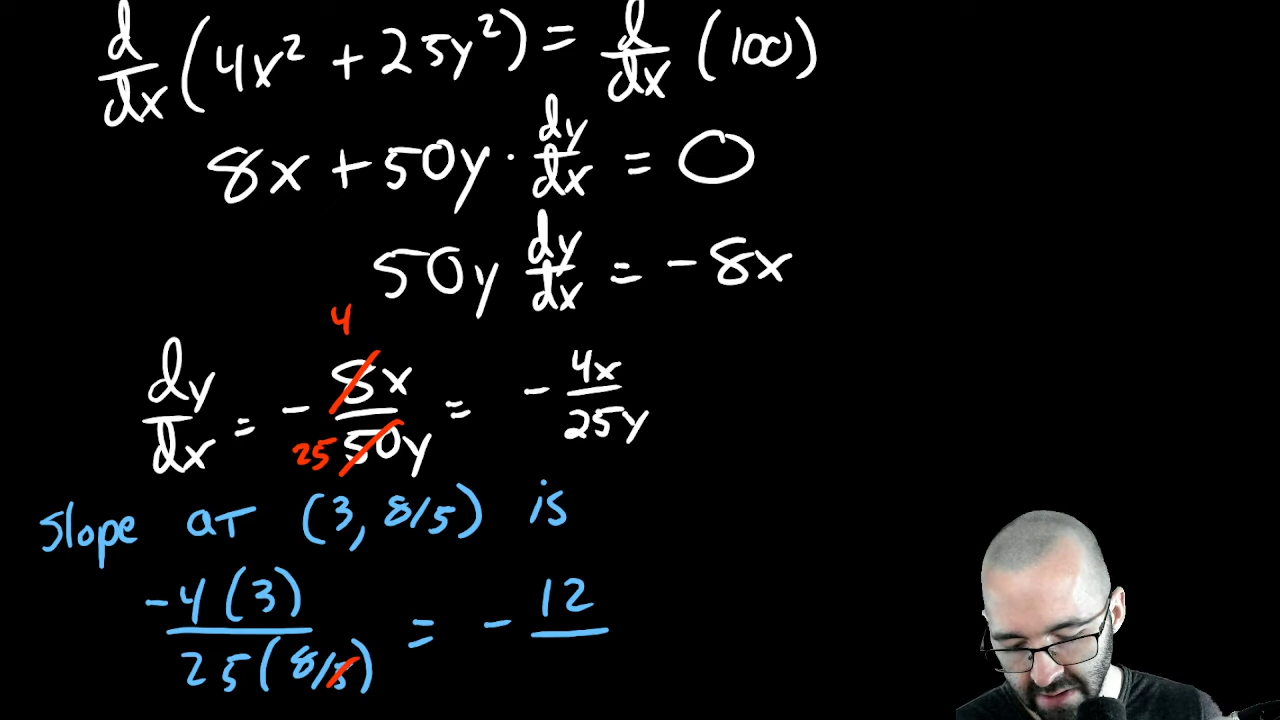 d/dx (4x² + 25y²) = d/dx (100)
8x + 50y · dy/dx = 0
50y dy/dx = -8x
4
dy/dx = - 8x/50y = - 4x/25y
25
Slope at (3, 8/5) is
-4(3)/25(8/5) = - 12/